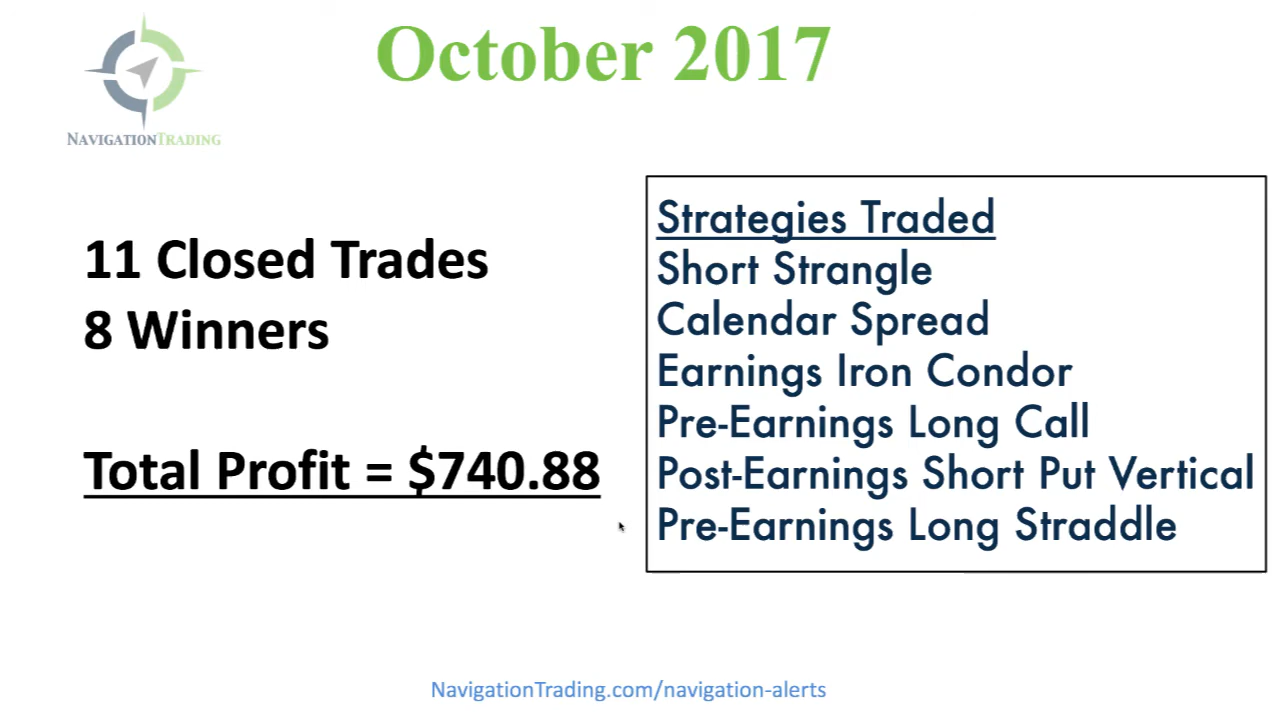 October 2017
NAVIGATIONTRADING
11 Closed Trades
8 Winners
Total Profit = $740.88
Strategies Traded
Short Strangle
Calendar Spread
Earnings Iron Condor
Pre-Earnings Long Call
Post-Earnings Short Put Vertical
Pre-Earnings Long Straddle
NavigationTrading.com/navigation-alerts